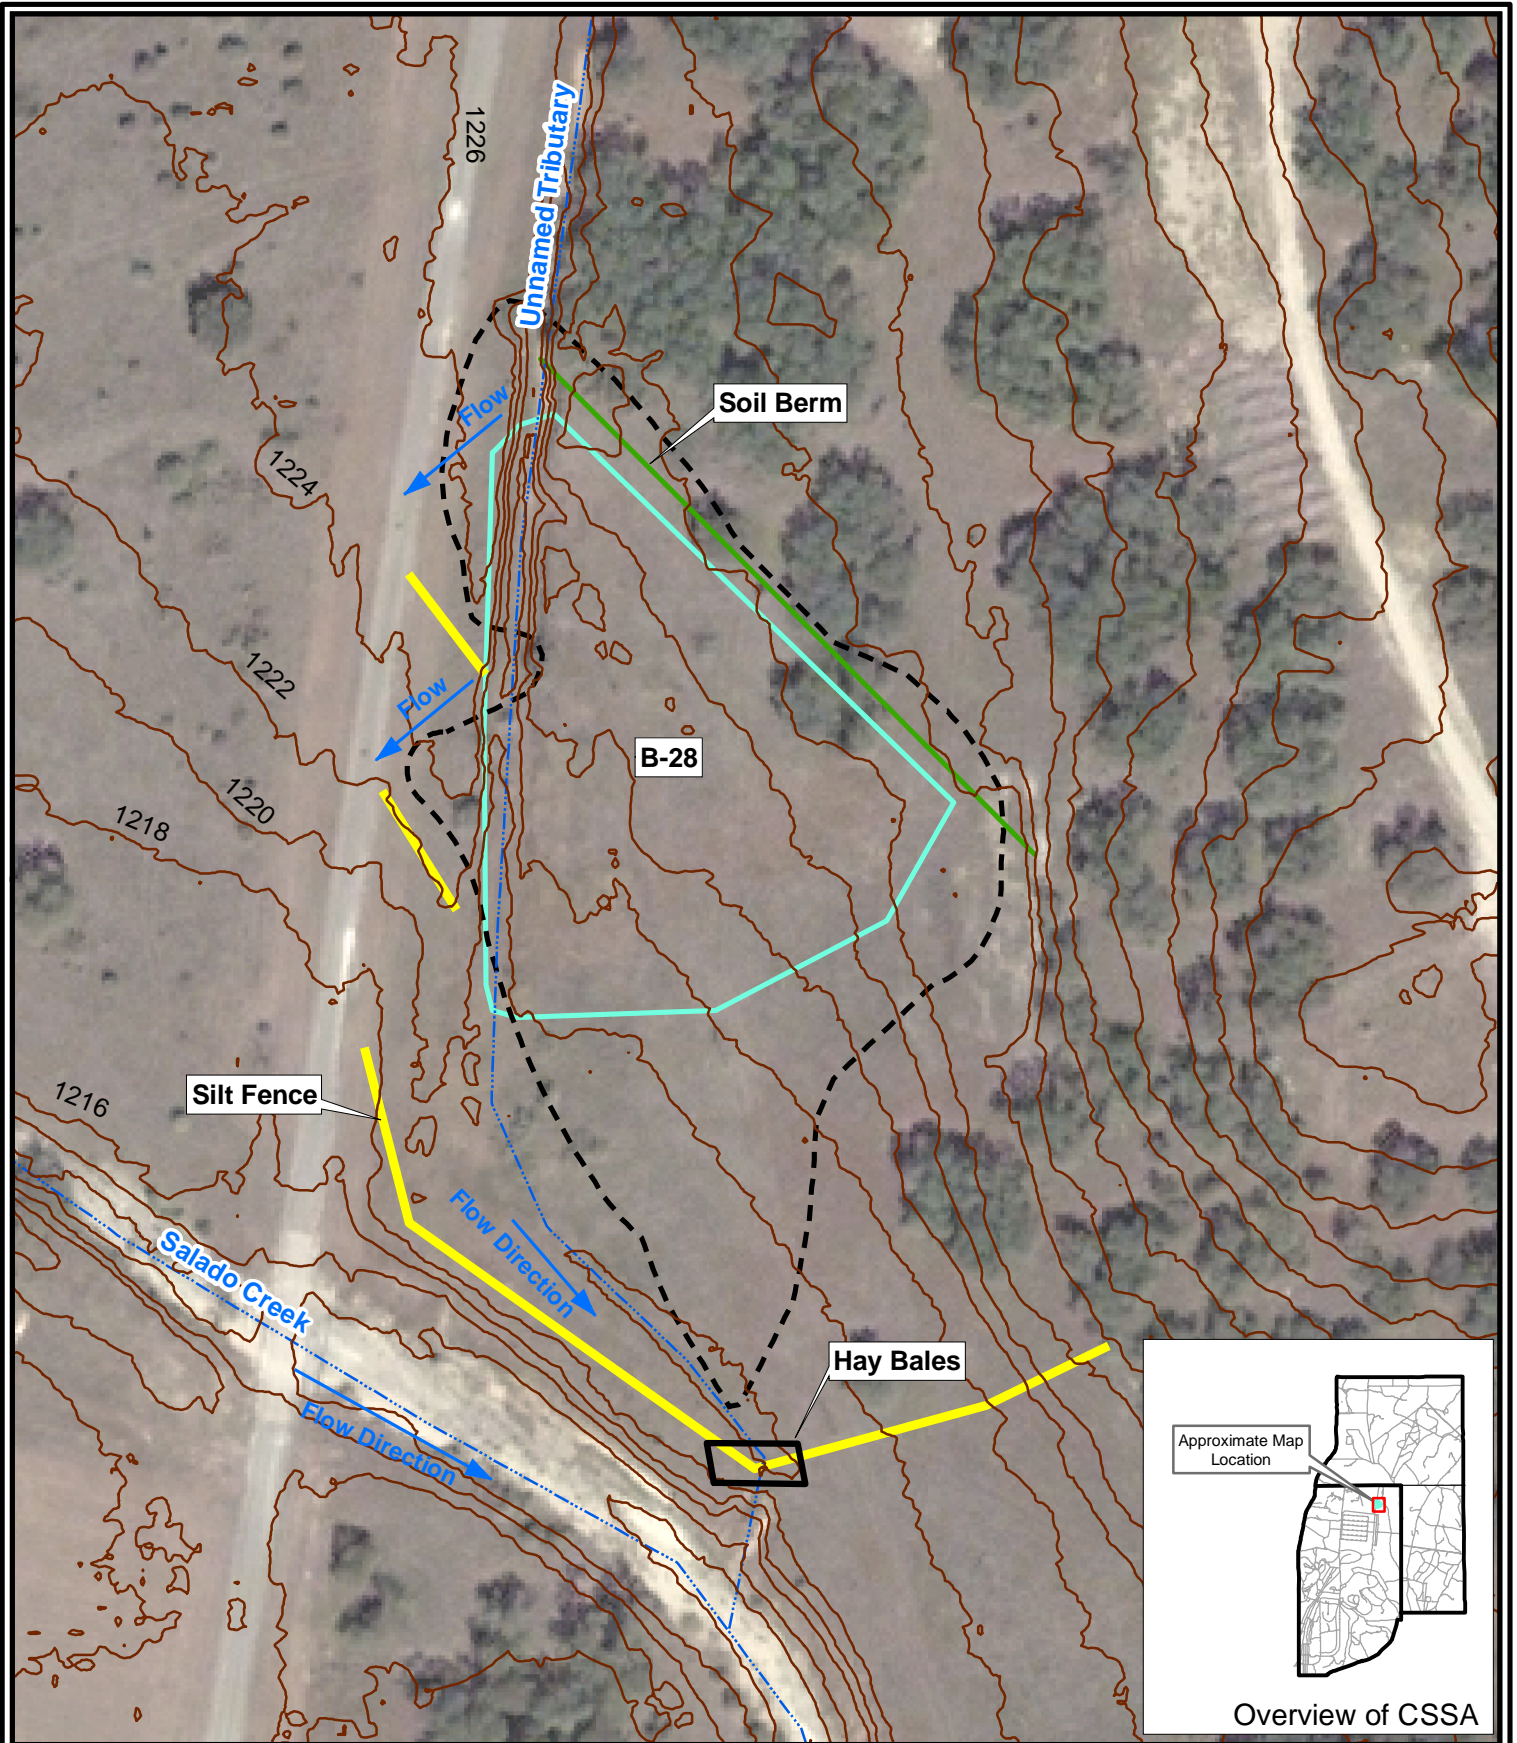 1226
Unnamed Tributary
Flow
Soil Berm
1224
1222
Flow
B-28
1220
1218
Silt Fence
1216
Flow Direction
Salado Creek
Hay Bales
Flow Direction
Approximate Map
Location
Overview of CSSA